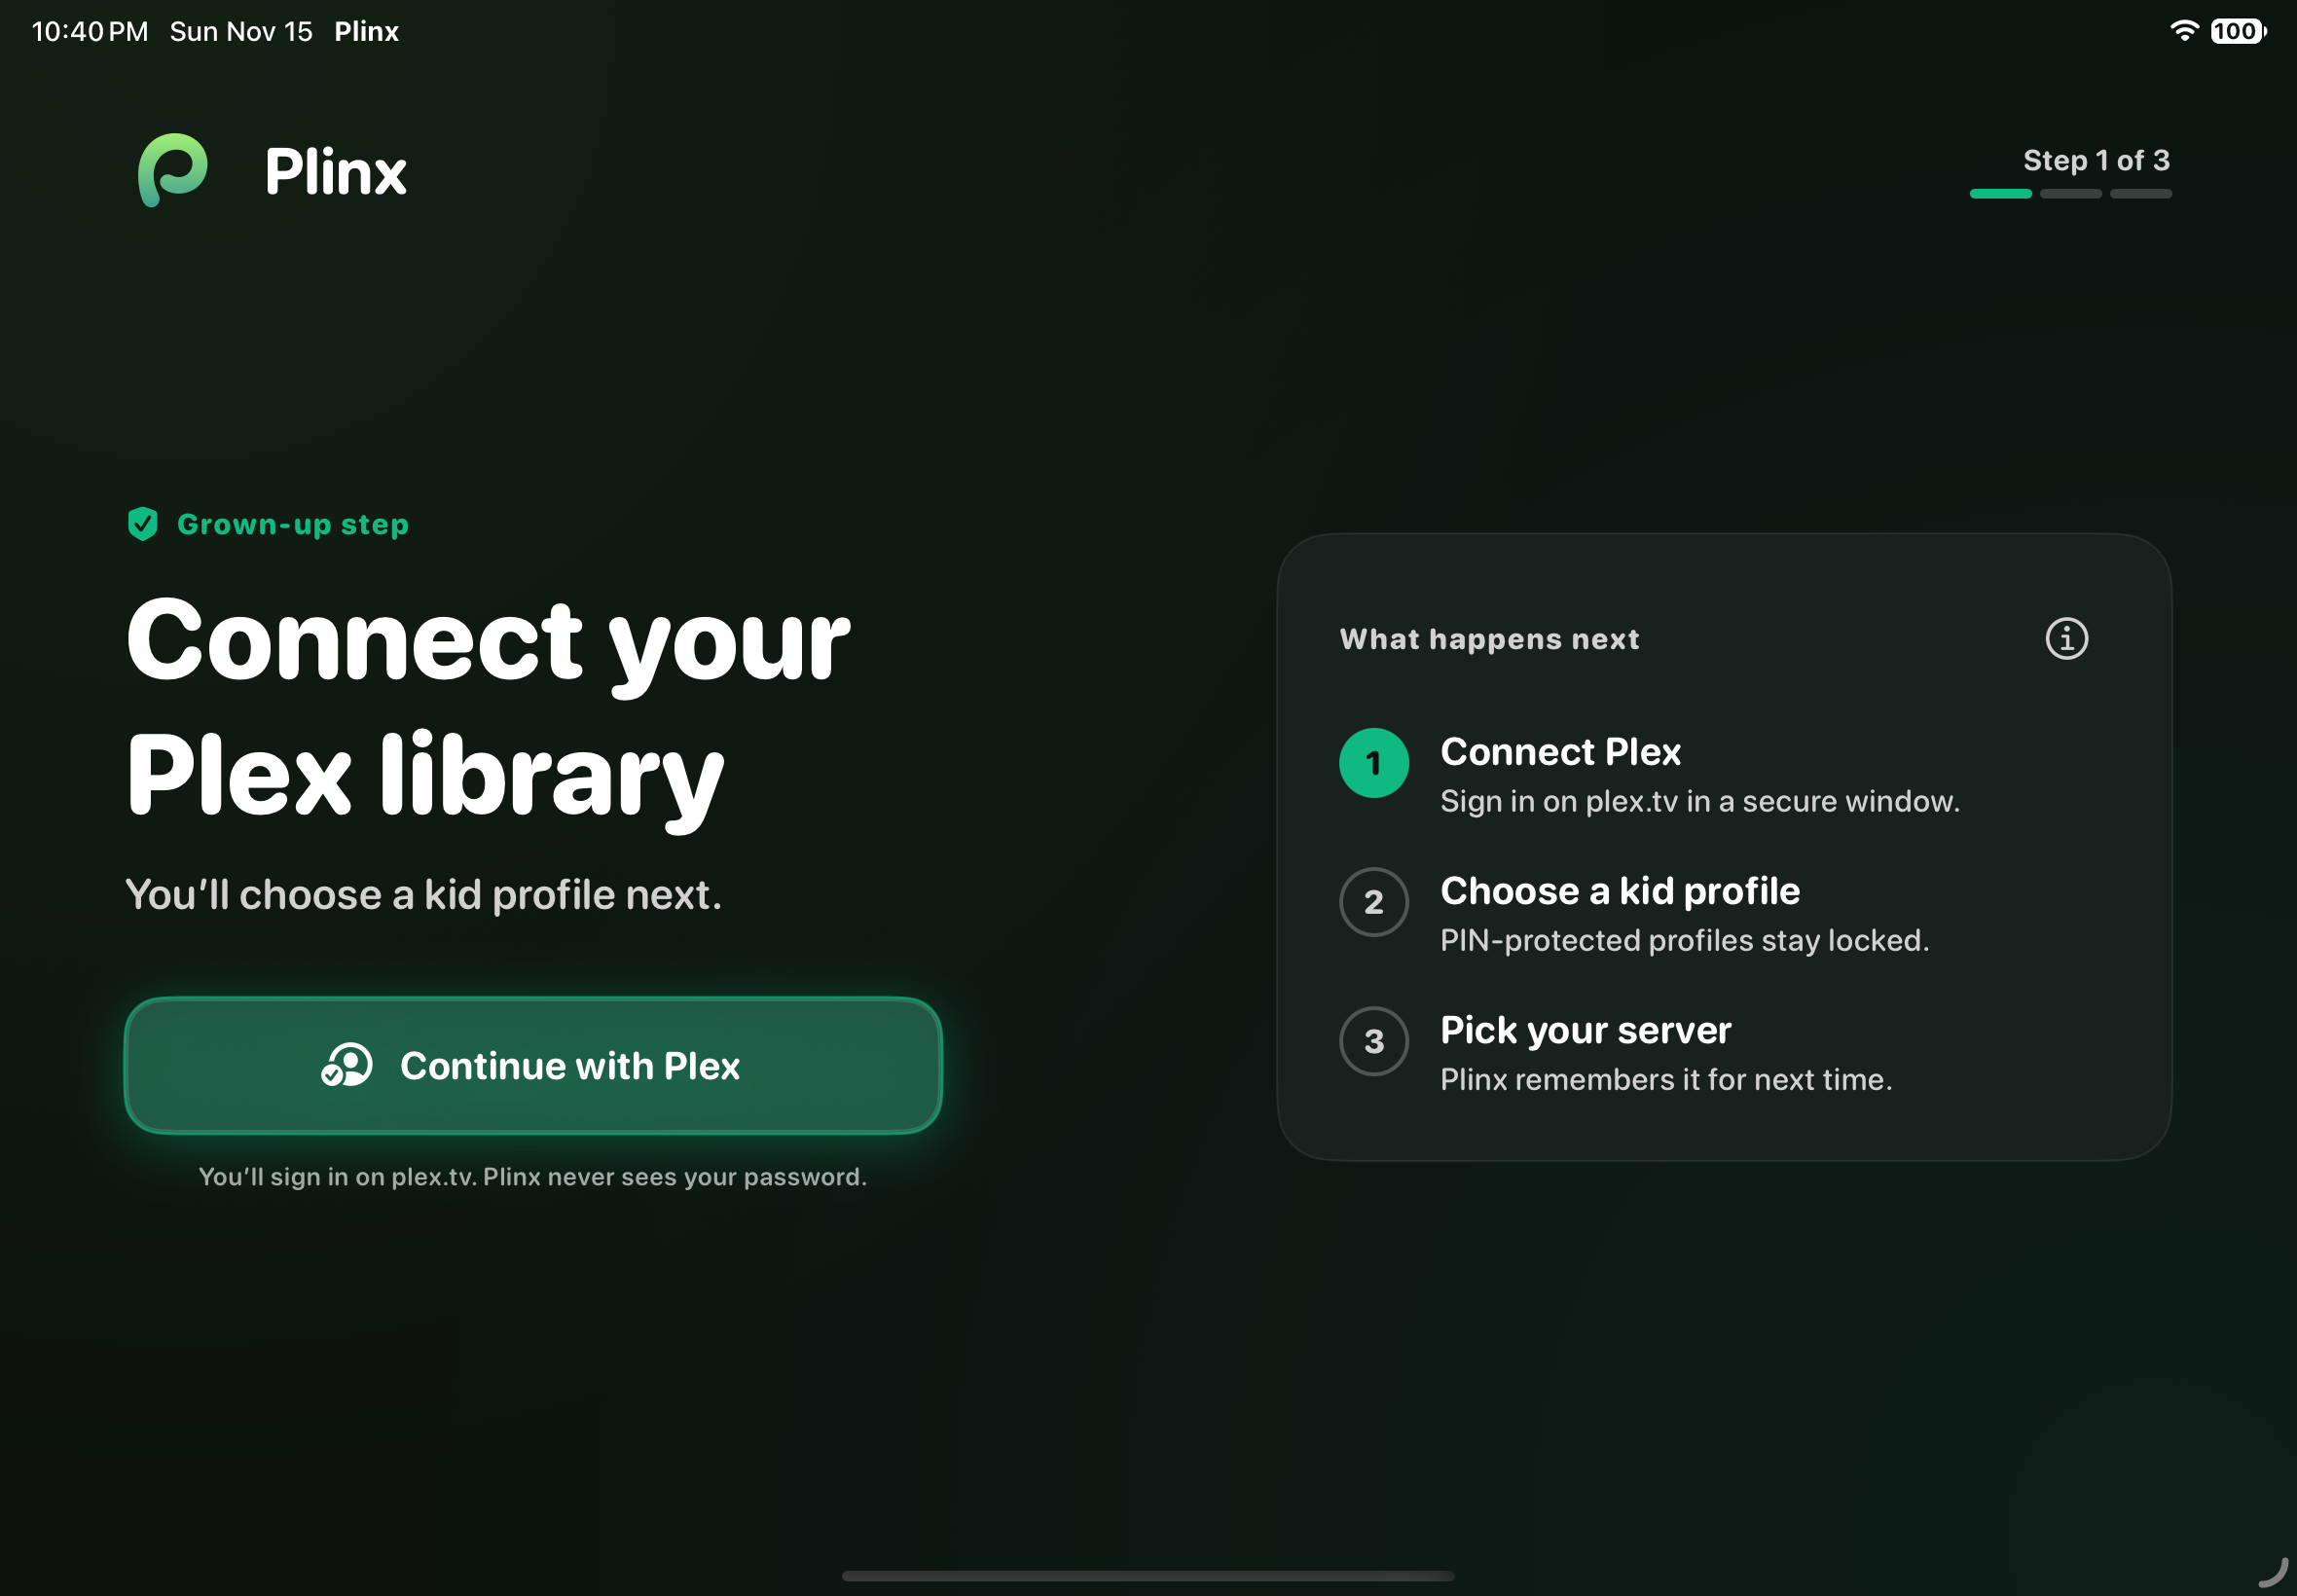 10:40 PM Sun Nov 15 Plinx
100
Plinx
Step 1 of 3
Grown-up step
Connect your
Plex library
You'll choose a kid profile next.
Continue with Plex
You'll sign in on plex.tv. Plinx never sees your password.
What happens next
1
Connect Plex
Sign in on plex.tv in a secure window.
2
Choose a kid profile
PIN-protected profiles stay locked.
3
Pick your server
Plinx remembers it for next time.